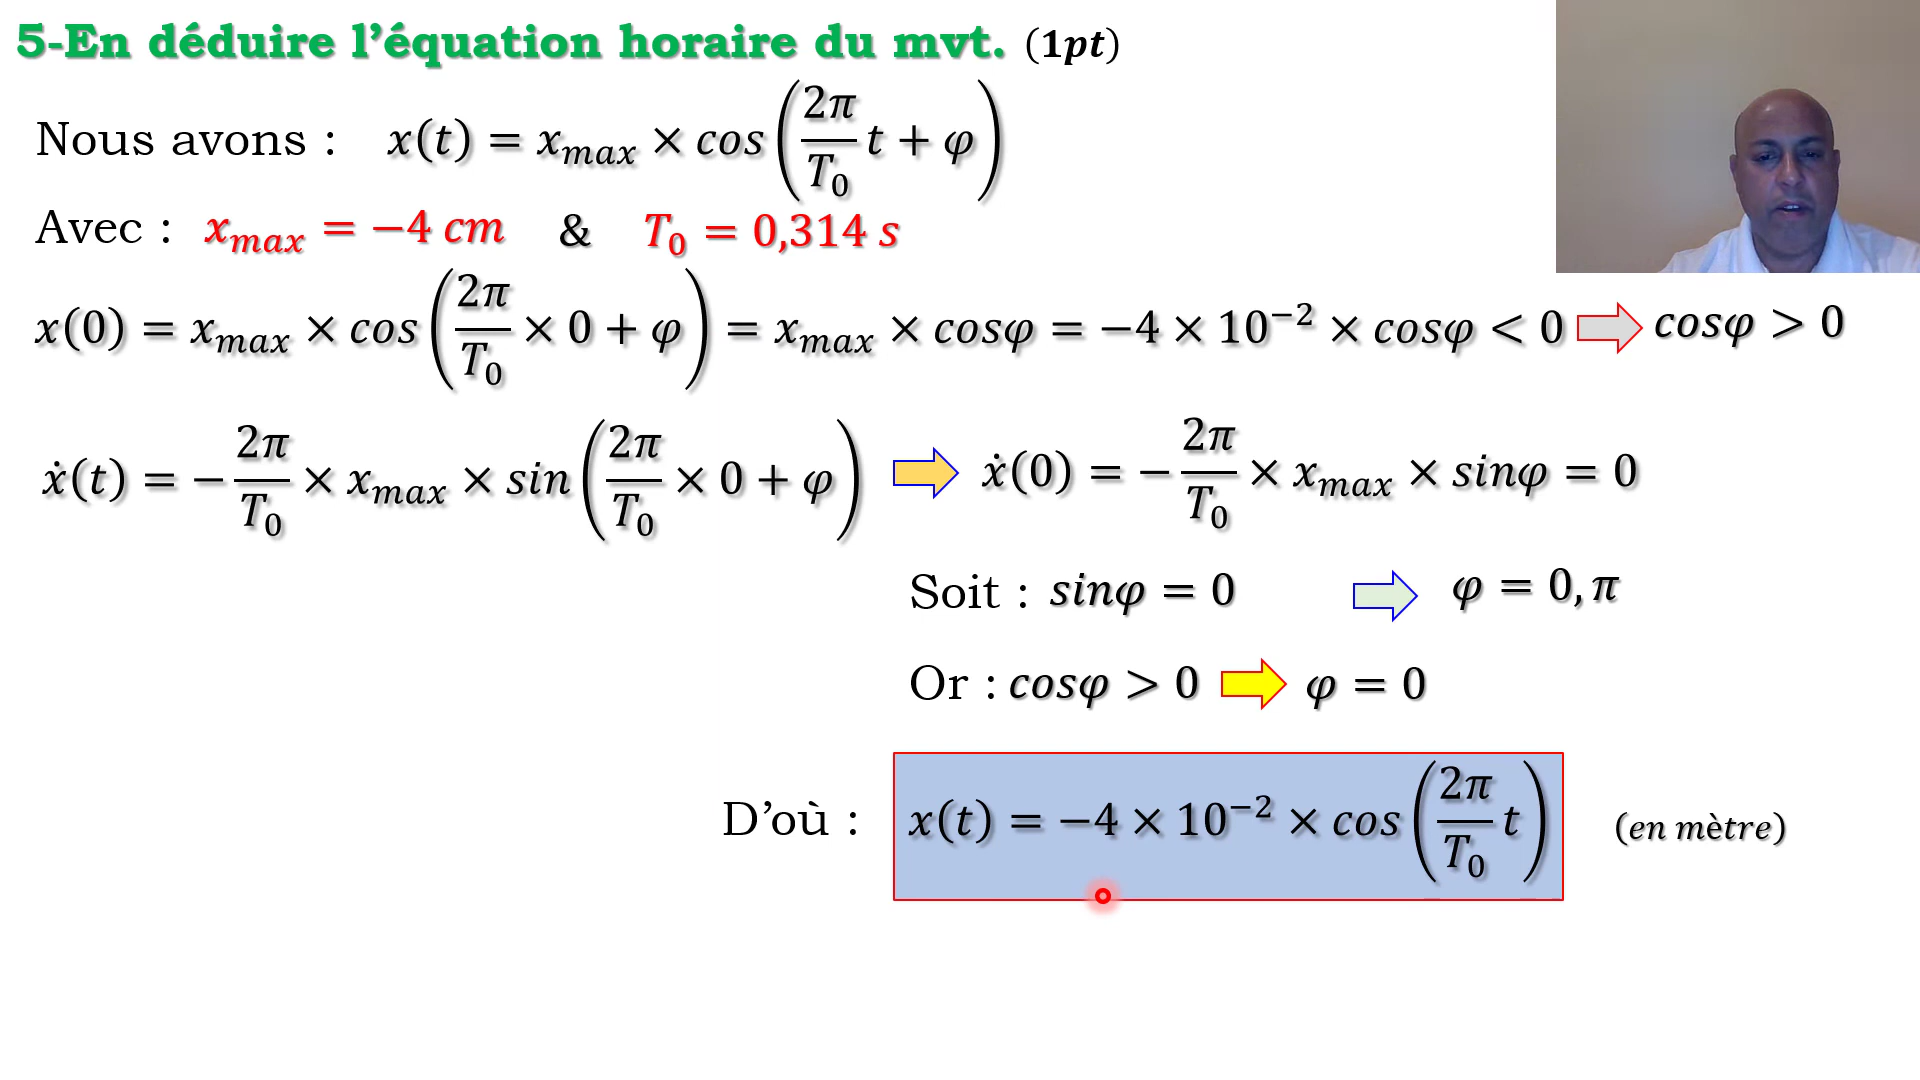 5-En déduire l’équation horaire du mvt. (1pt)
Nous avons : x(t) = x_max × cos(2π/T₀ t + φ)
Avec : x_max = −4 cm & T₀ = 0,314 s
x(0) = x_max × cos(2π/T₀ × 0 + φ) = x_max × cosφ = −4 × 10⁻² × cosφ < 0 ⇨ cosφ > 0
ẋ(t) = −2π/T₀ × x_max × sin(2π/T₀ × 0 + φ) ⇨ ẋ(0) = −2π/T₀ × x_max × sinφ = 0
Soit : sinφ = 0 ⇨ φ = 0, π
Or : cosφ > 0 ⇨ φ = 0
D’où : x(t) = −4 × 10⁻² × cos(2π/T₀ t) (en mètre)